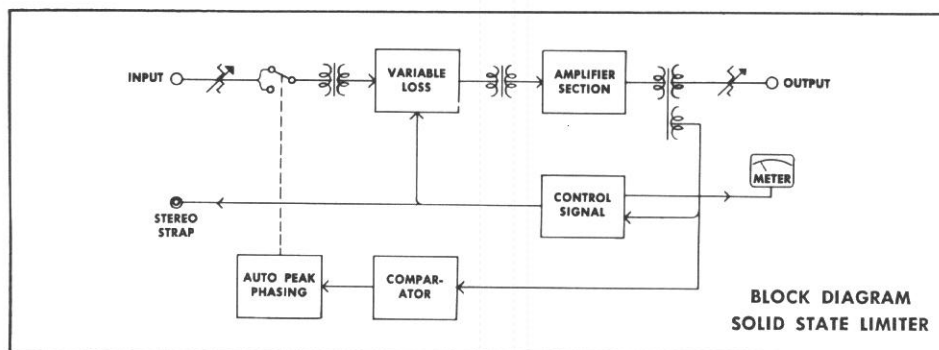 INPUT
VARIABLE
LOSS
AMPLIFIER
SECTION
OUTPUT
METER
STEREO
STRAP
CONTROL
SIGNAL
AUTO PEAK
PHASING
COMPAR-
ATOR
BLOCK DIAGRAM
SOLID STATE LIMITER